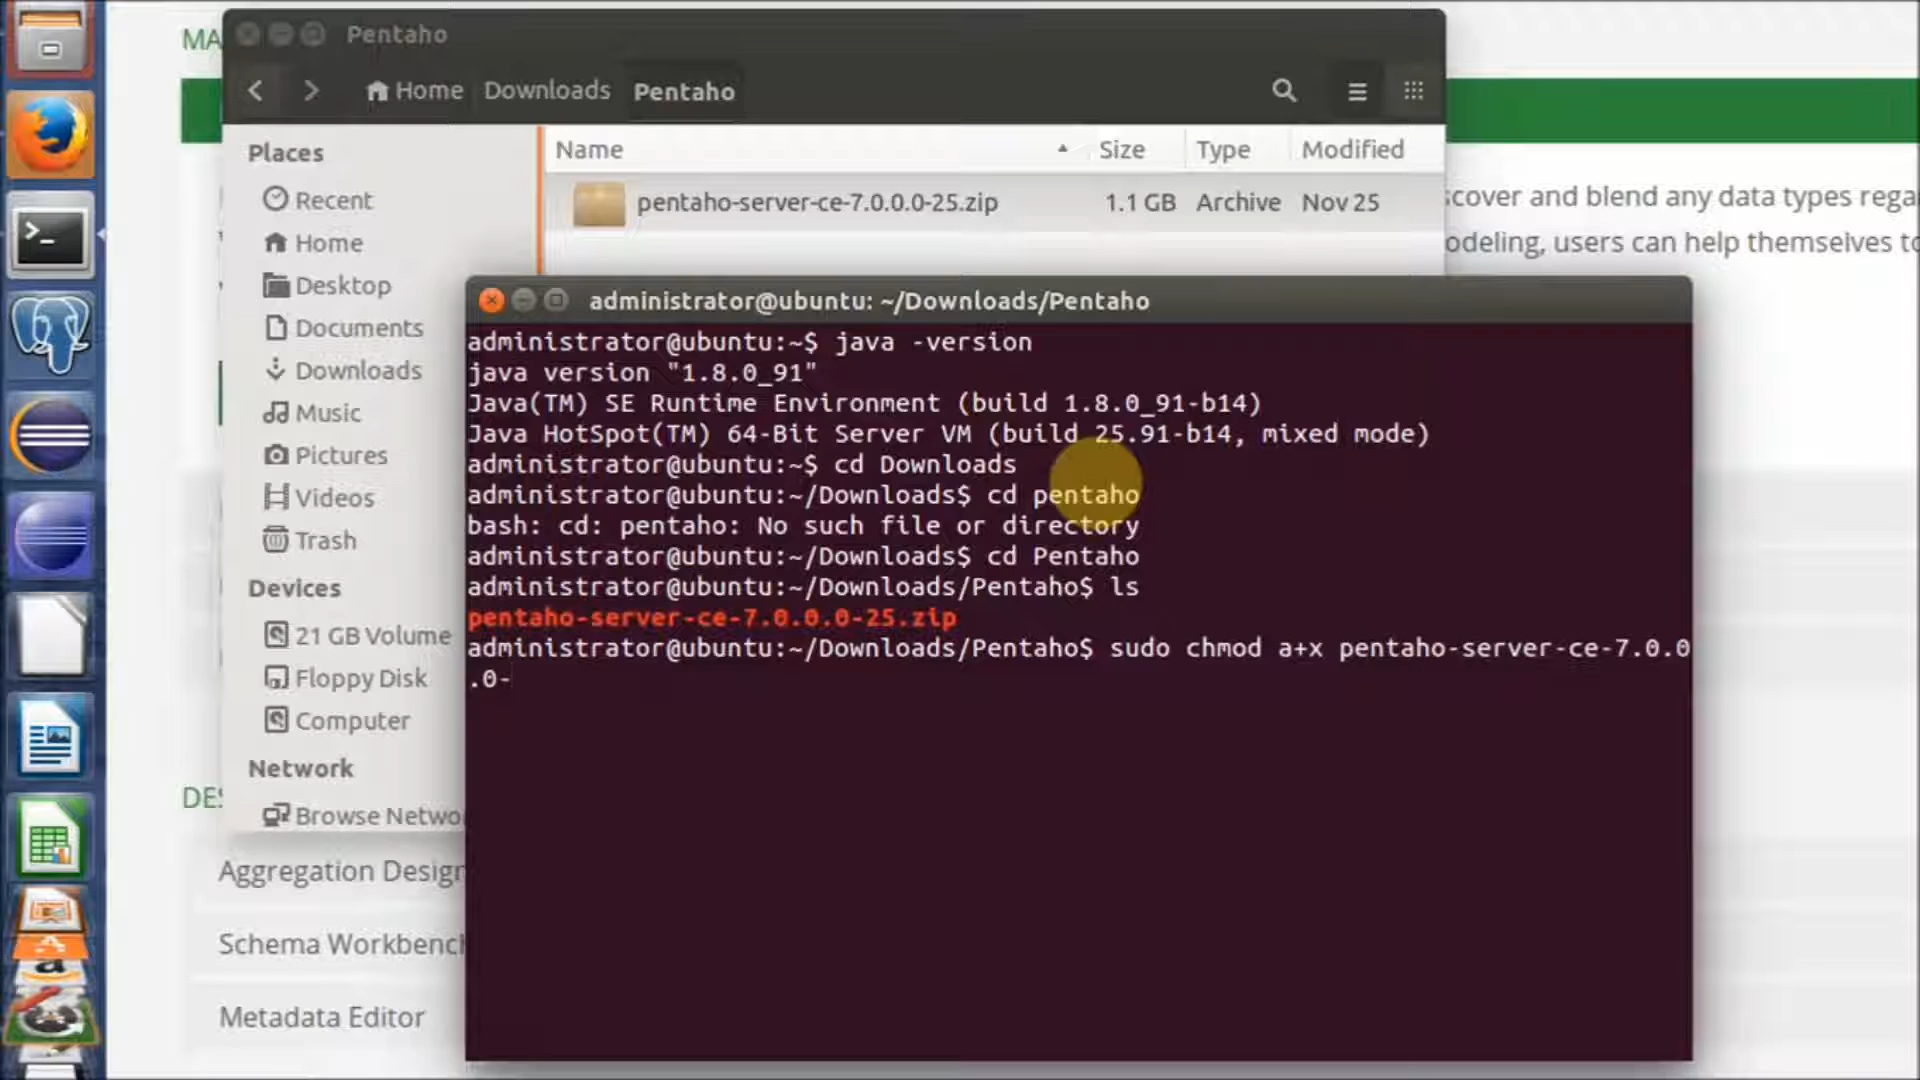 MA
Pentaho
Home Downloads Pentaho
Places
Recent
Home
Desktop
Documents
Downloads
Music
Pictures
Videos
Trash
Devices
21 GB Volume
Floppy Disk
Computer
Network
Browse Netwo
Name Size Type Modified
pentaho-server-ce-7.0.0.0-25.zip 1.1 GB Archive Nov 25
scover and blend any data types rega
odeling, users can help themselves to
administrator@ubuntu: ~/Downloads/Pentaho
administrator@ubuntu:~$ java -version
java version "1.8.0_91"
Java(TM) SE Runtime Environment (build 1.8.0_91-b14)
Java HotSpot(TM) 64-Bit Server VM (build 25.91-b14, mixed mode)
administrator@ubuntu:~$ cd Downloads
administrator@ubuntu:~/Downloads$ cd pentaho
bash: cd: pentaho: No such file or directory
administrator@ubuntu:~/Downloads$ cd Pentaho
administrator@ubuntu:~/Downloads/Pentaho$ ls
pentaho-server-ce-7.0.0.0-25.zip
administrator@ubuntu:~/Downloads/Pentaho$ sudo chmod a+x pentaho-server-ce-7.0.0
.0-
DES
Aggregation Design
Schema Workbench
Metadata Editor